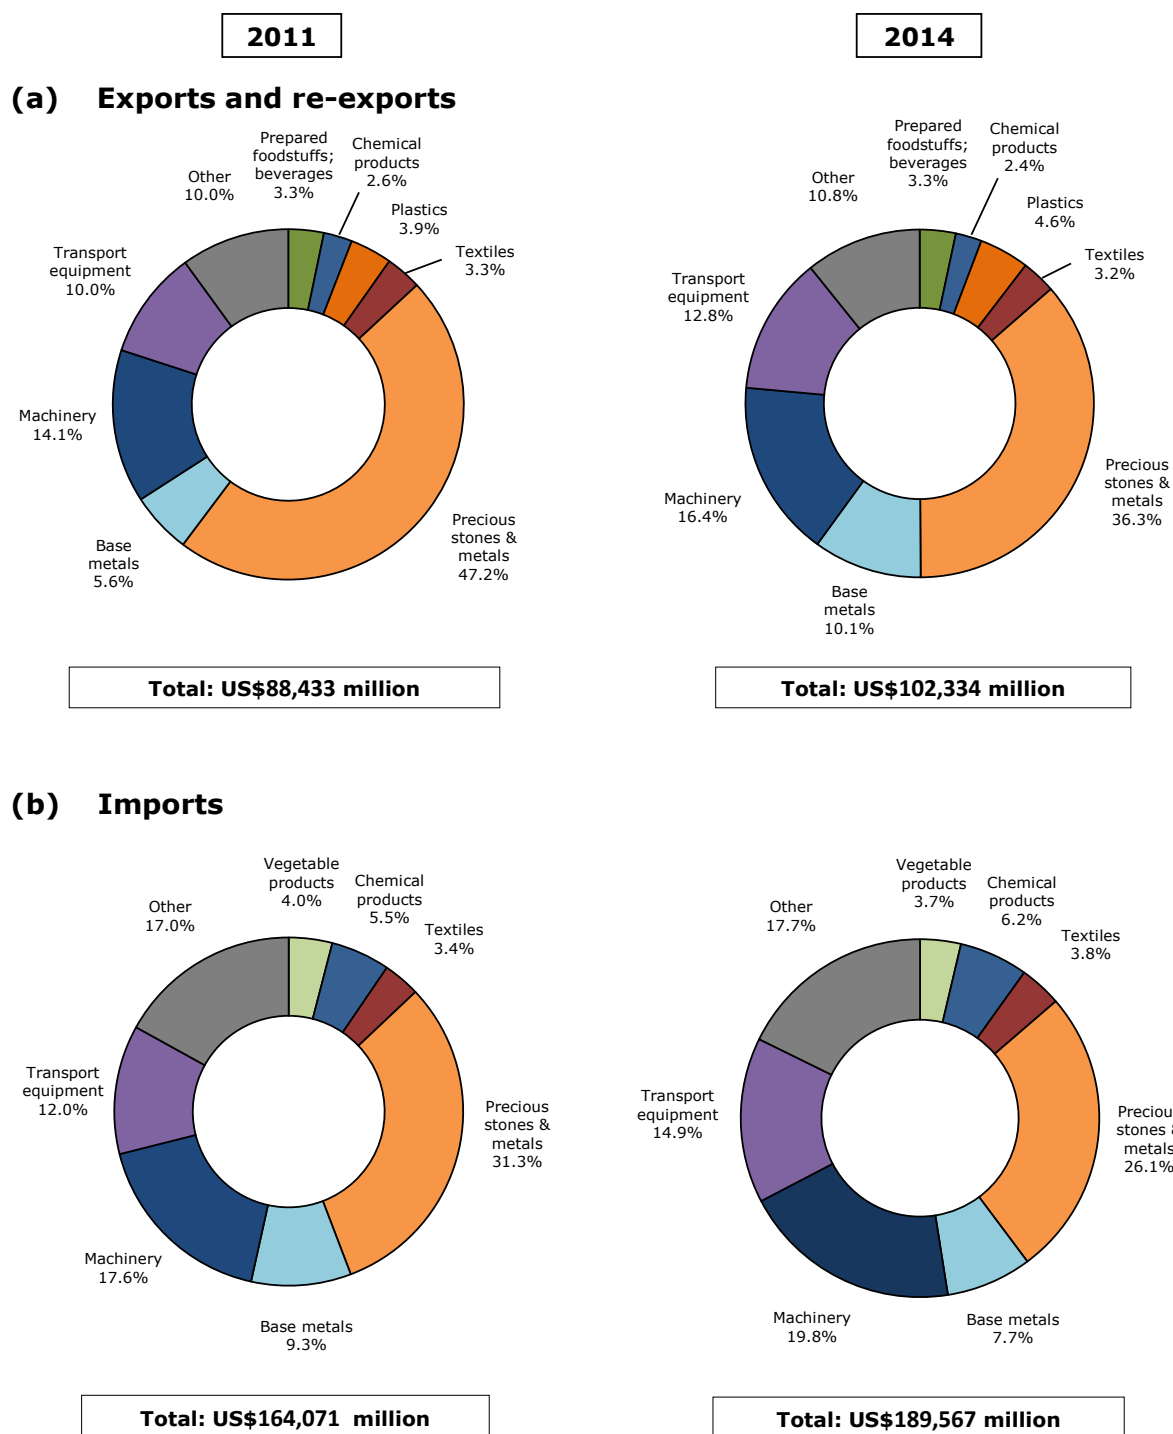 2011
2014
(a) Exports and re-exports
Prepared
foodstuffs;
beverages
3.3%
Chemical
products
2.6%
Plastics
3.9%
Textiles
3.3%
Precious
stones &
metals
47.2%
Base
metals
5.6%
Machinery
14.1%
Transport
equipment
10.0%
Other
10.0%
Total: US$88,433 million
Prepared
foodstuffs;
beverages
3.3%
Chemical
products
2.4%
Plastics
4.6%
Textiles
3.2%
Precious
stones &
metals
36.3%
Base
metals
10.1%
Machinery
16.4%
Transport
equipment
12.8%
Other
10.8%
Total: US$102,334 million
(b) Imports
Vegetable
products
4.0%
Chemical
products
5.5%
Textiles
3.4%
Precious
stones &
metals
31.3%
Base metals
9.3%
Machinery
17.6%
Transport
equipment
12.0%
Other
17.0%
Total: US$164,071 million
Vegetable
products
3.7%
Chemical
products
6.2%
Textiles
3.8%
Precious
stones &
metals
26.1%
Base metals
7.7%
Machinery
19.8%
Transport
equipment
14.9%
Other
17.7%
Total: US$189,567 million